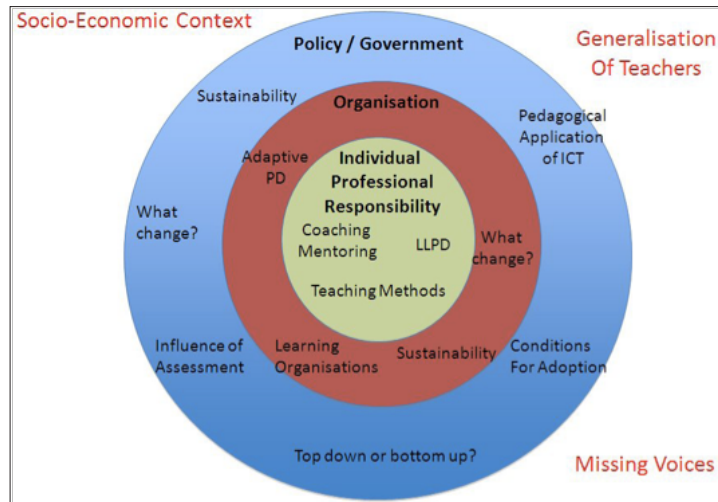 Socio-Economic Context
Policy / Government
Generalisation
Of Teachers
Sustainability
Organisation
Pedagogical
Application
of ICT
Adaptive
PD
Individual
Professional
Responsibility
What
change?
Coaching
Mentoring
LLPD
What
change?
Teaching Methods
Influence of
Assessment
Learning
Organisations
Sustainability
Conditions
For Adoption
Top down or bottom up?
Missing Voices